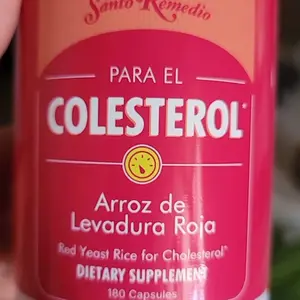 Santo Remedio
PARA EL
COLESTEROL*
Arroz de
Levadura Roja
Red Yeast Rice for Cholesterol*
DIETARY SUPPLEMENT
180 Capsules